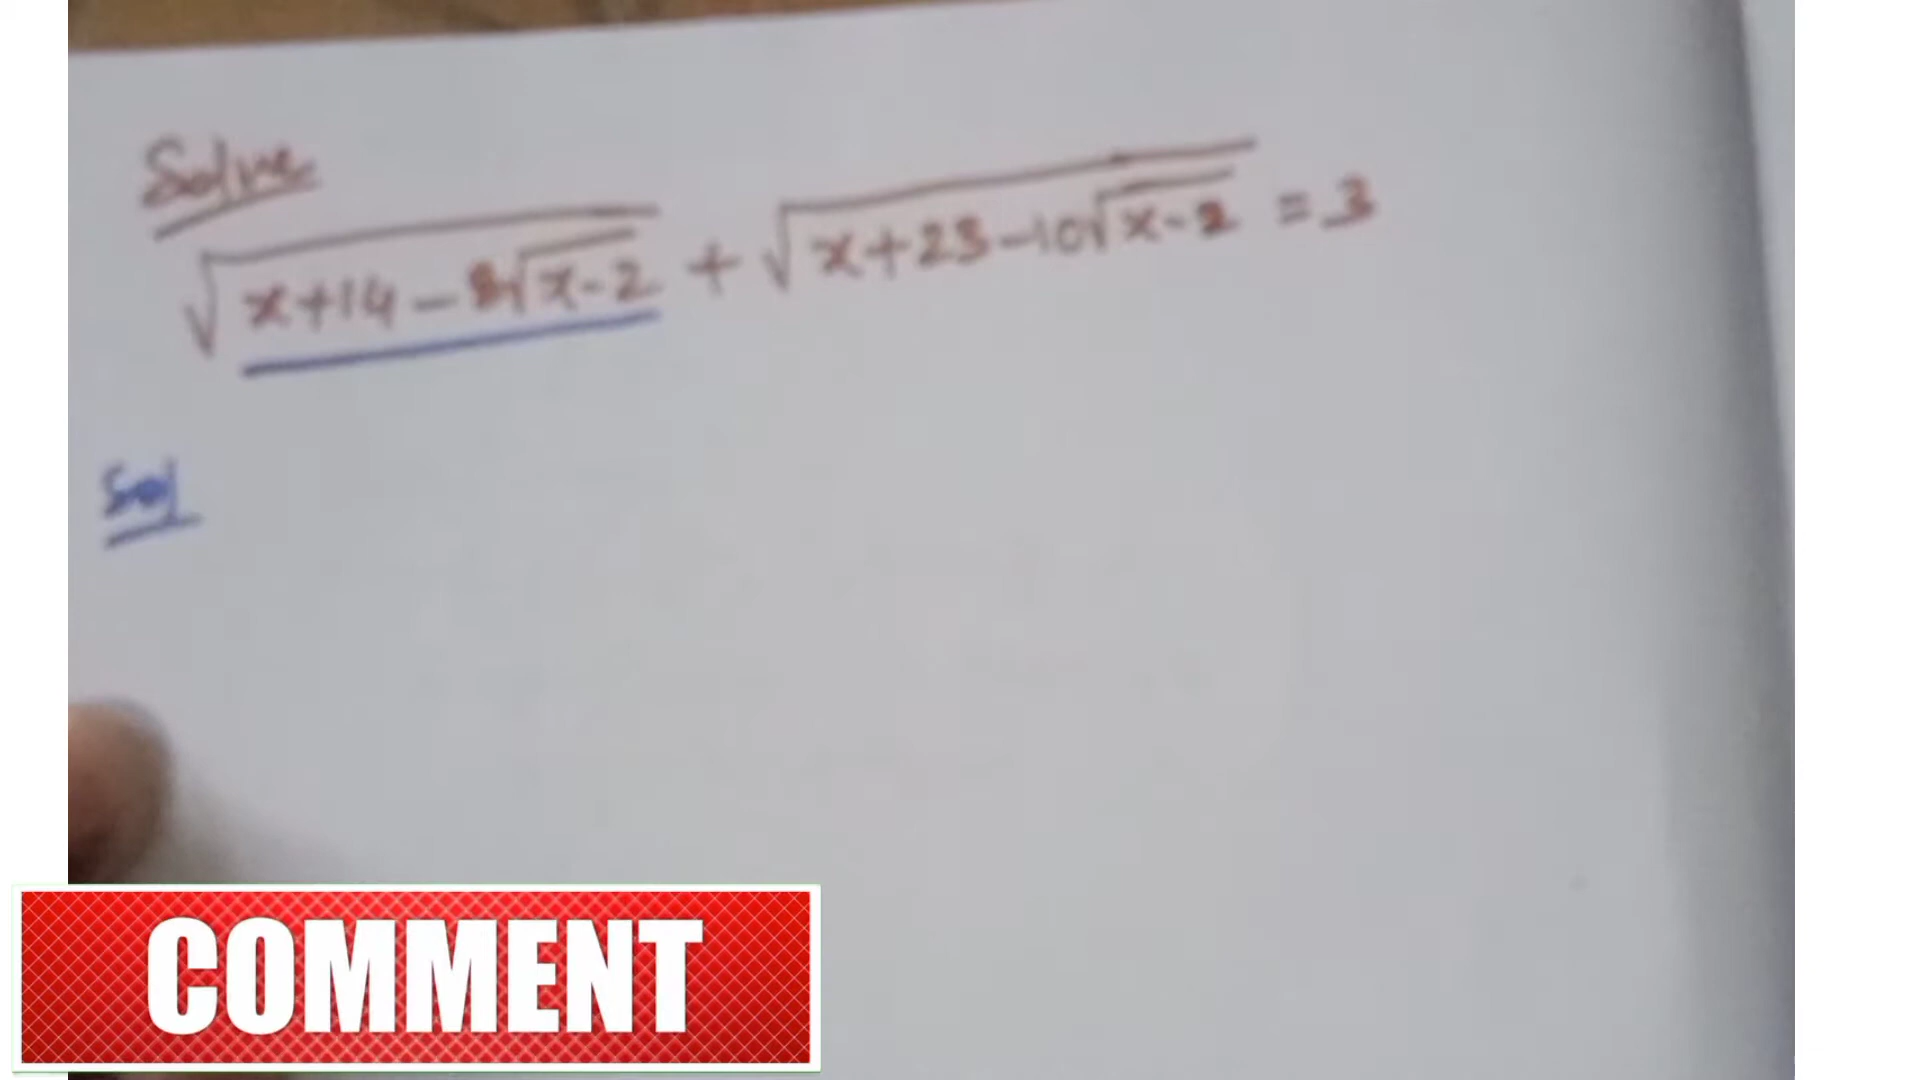 Solve
√(x+14-8√(x-2)) + √(x+23-10√(x-2)) = 3
Sol
COMMENT